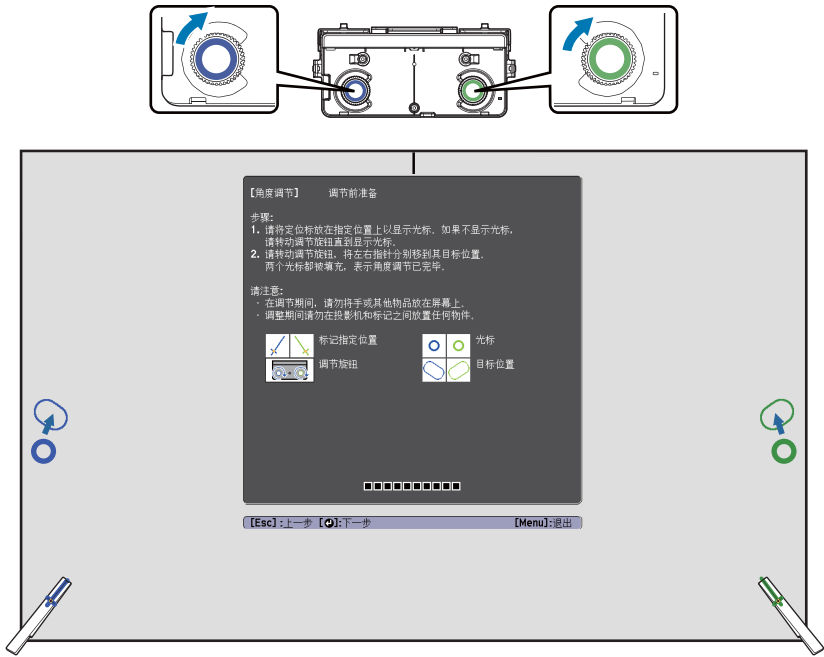 [角度调节] 调节前准备
步骤:
1. 请将定位标放在指定位置上以显示光标. 如果不显示光标,
请转动调节旋钮直到显示光标.
2. 请转动调节旋钮, 将左右指针分别移到其目标位置.
两个光标都被填充, 表示角度调节已完毕.
请注意:
· 在调节期间, 请勿将手或其他物品放在屏幕上.
· 调整期间请勿在投影机和标记之间放置任何物件.
标记指定位置 光标
调节旋钮 目标位置
[Esc] :上一步 [↵]:下一步 [Menu]:退出